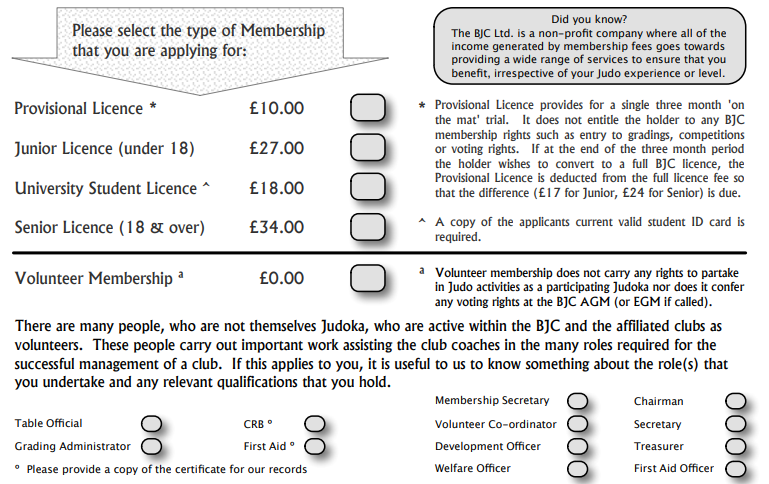 Please select the type of Membership
that you are applying for:
Did you know?
The BJC Ltd. is a non-profit company where all of the
income generated by membership fees goes towards
providing a wide range of services to ensure that you
benefit, irrespective of your Judo experience or level.
Provisional Licence * £10.00
Junior Licence (under 18) £27.00
University Student Licence ^ £18.00
Senior Licence (18 & over) £34.00
* Provisional Licence provides for a single three month 'on
the mat' trial. It does not entitle the holder to any BJC
membership rights such as entry to gradings, competitions
or voting rights. If at the end of the three month period
the holder wishes to convert to a full BJC licence, the
Provisional Licence is deducted from the full licence fee so
that the difference (£17 for Junior, £24 for Senior) is due.
^ A copy of the applicants current valid student ID card is
required.
Volunteer Membership ª £0.00
ª Volunteer membership does not carry any rights to partake
in Judo activities as a participating Judoka nor does it confer
any voting rights at the BJC AGM (or EGM if called).
There are many people, who are not themselves Judoka, who are active within the BJC and the affiliated clubs as
volunteers. These people carry out important work assisting the club coaches in the many roles required for the
successful management of a club. If this applies to you, it is useful to us to know something about the role(s) that
you undertake and any relevant qualifications that you hold.
Table Official CRB º
Grading Administrator First Aid º
º Please provide a copy of the certificate for our records
Membership Secretary Chairman
Volunteer Co-ordinator Secretary
Development Officer Treasurer
Welfare Officer First Aid Officer